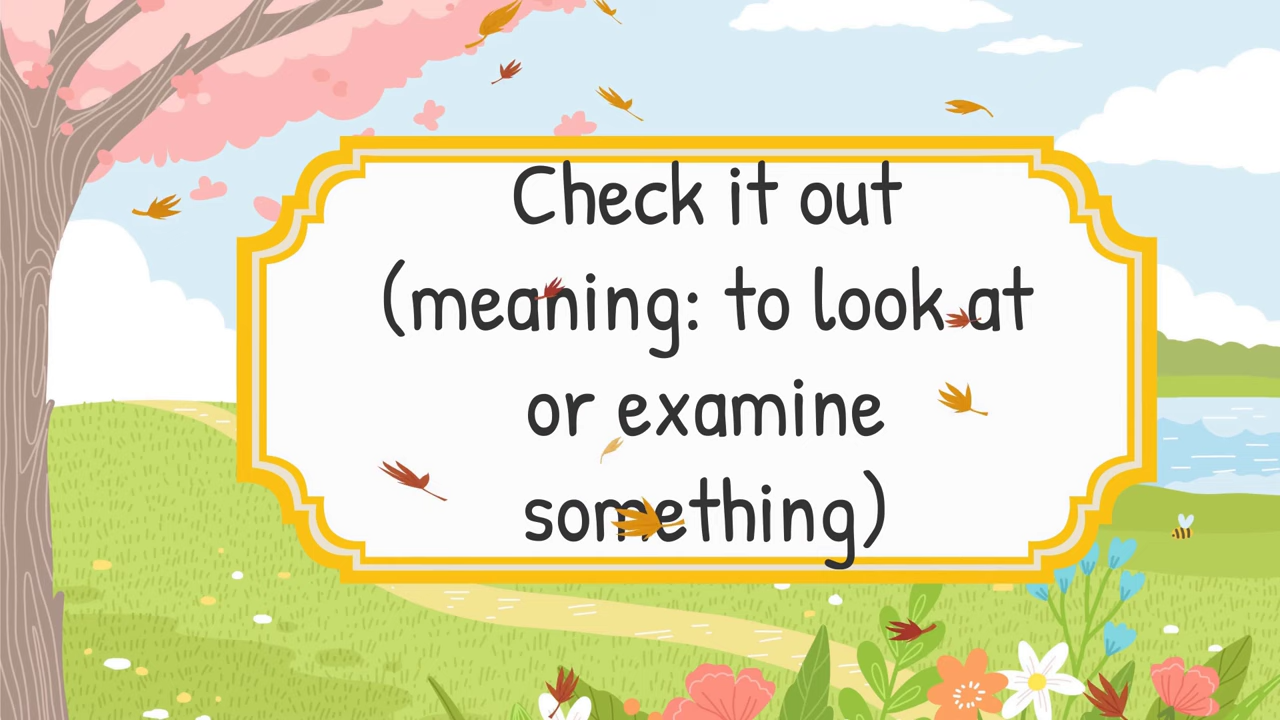 Check it out
(meaning: to look at
or examine
something)